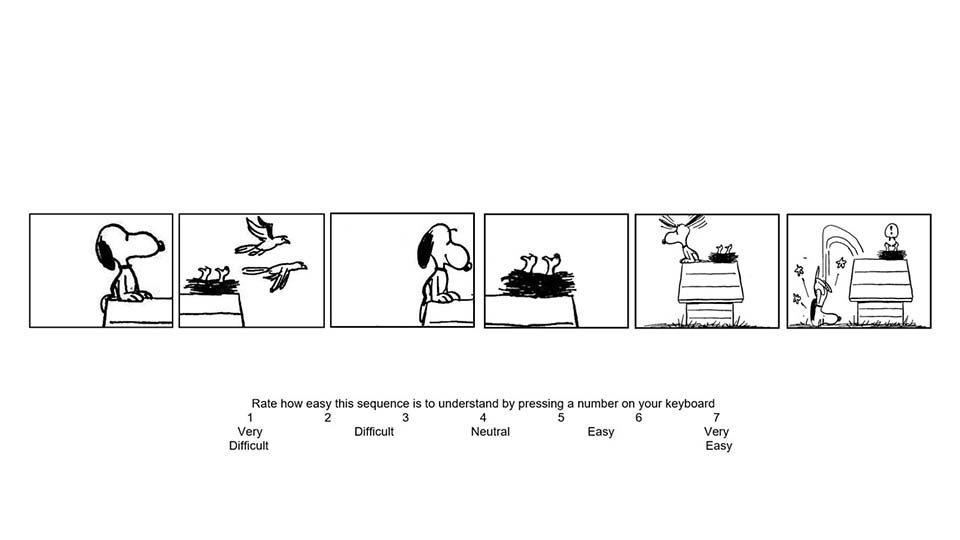 !
Rate how easy this sequence is to understand by pressing a number on your keyboard
1 2 3 4 5 6 7
Very Difficult Neutral Easy Very
Difficult Easy